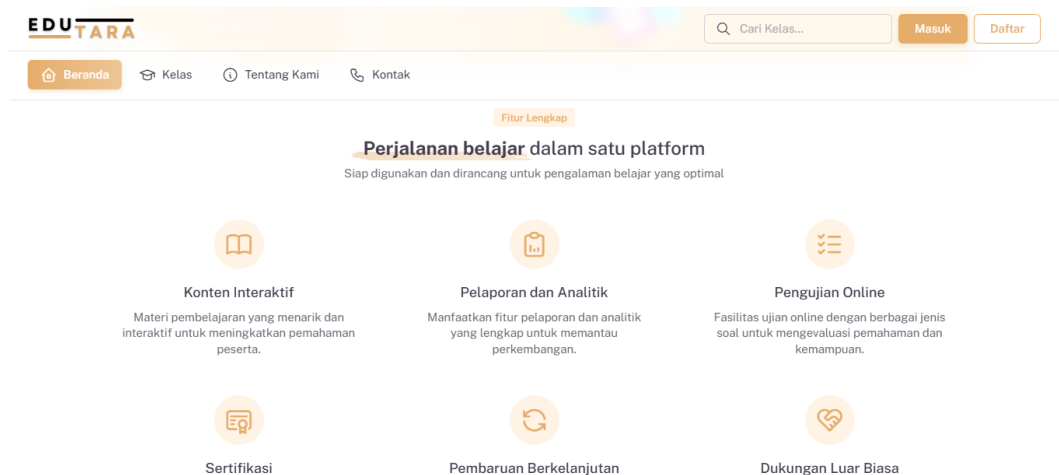 EDUTARA
Cari Kelas...
Masuk
Daftar
Beranda
Kelas
Tentang Kami
Kontak
Fitur Lengkap
Perjalanan belajar dalam satu platform
Siap digunakan dan dirancang untuk pengalaman belajar yang optimal
Konten Interaktif
Materi pembelajaran yang menarik dan
interaktif untuk meningkatkan pemahaman
peserta.
Pelaporan dan Analitik
Manfaatkan fitur pelaporan dan analitik
yang lengkap untuk memantau
perkembangan.
Pengujian Online
Fasilitas ujian online dengan berbagai jenis
soal untuk mengevaluasi pemahaman dan
kemampuan.
Sertifikasi
Pembaruan Berkelanjutan
Dukungan Luar Biasa